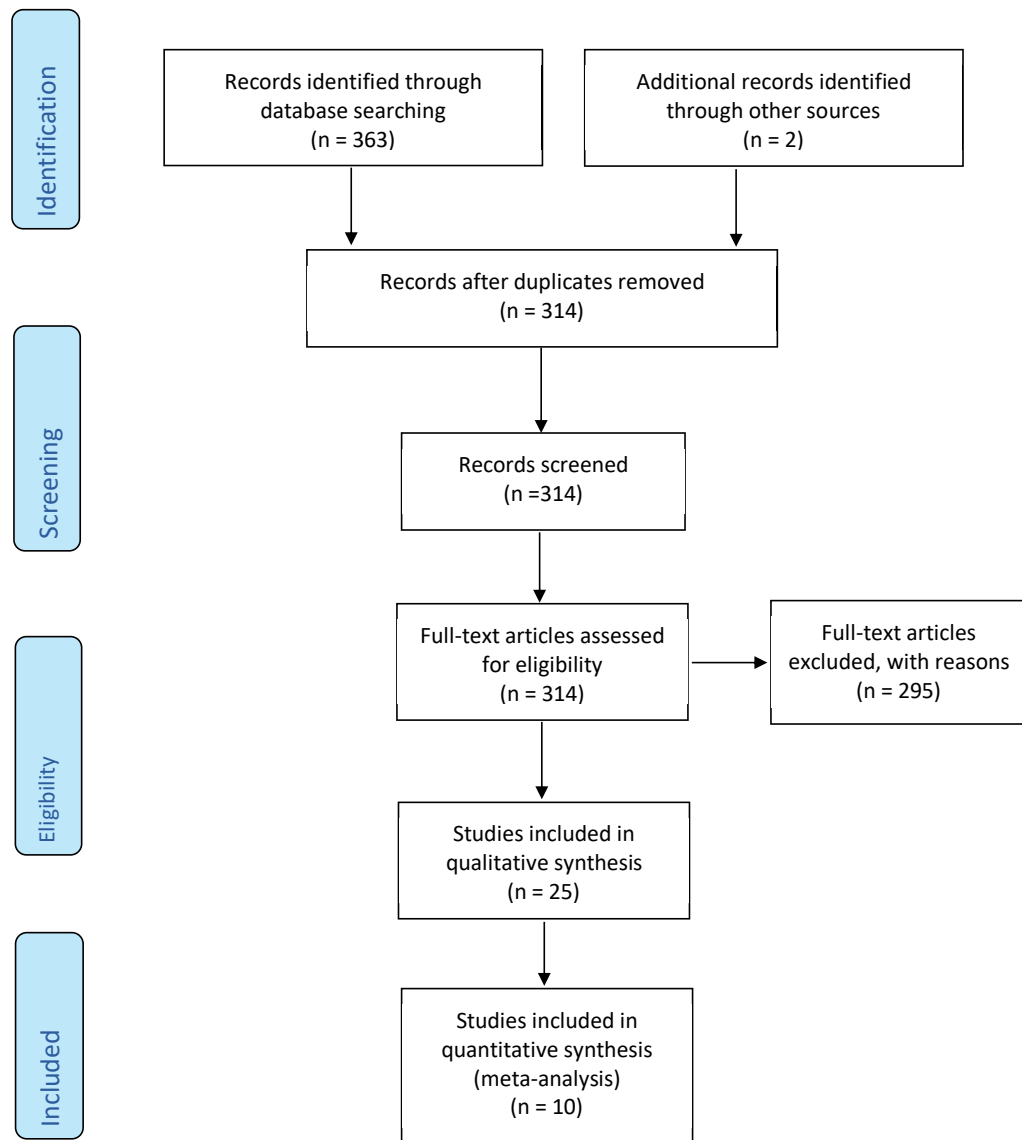 Identification
Records identified through
database searching
(n = 363)
Additional records identified
through other sources
(n = 2)
Records after duplicates removed
(n = 314)
Screening
Records screened
(n =314)
Eligibility
Full-text articles assessed
for eligibility
(n = 314)
Full-text articles
excluded, with reasons
(n = 295)
Studies included in
qualitative synthesis
(n = 25)
Included
Studies included in
quantitative synthesis
(meta-analysis)
(n = 10)